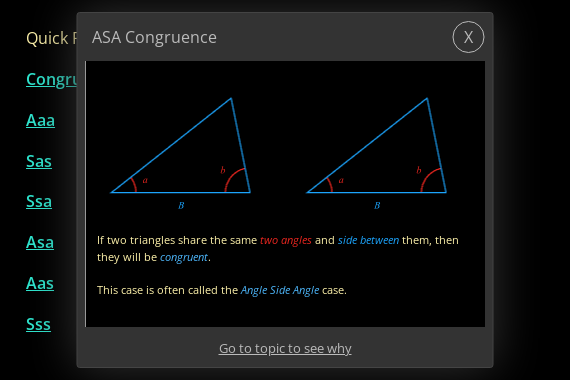 Quick
ASA Congruence
X
Congru
Aaa
Sas
Ssa
Asa
Aas
Sss
a
b
B
a
b
B
If two triangles share the same two angles and side between them, then
they will be congruent.
This case is often called the Angle Side Angle case.
Go to topic to see why